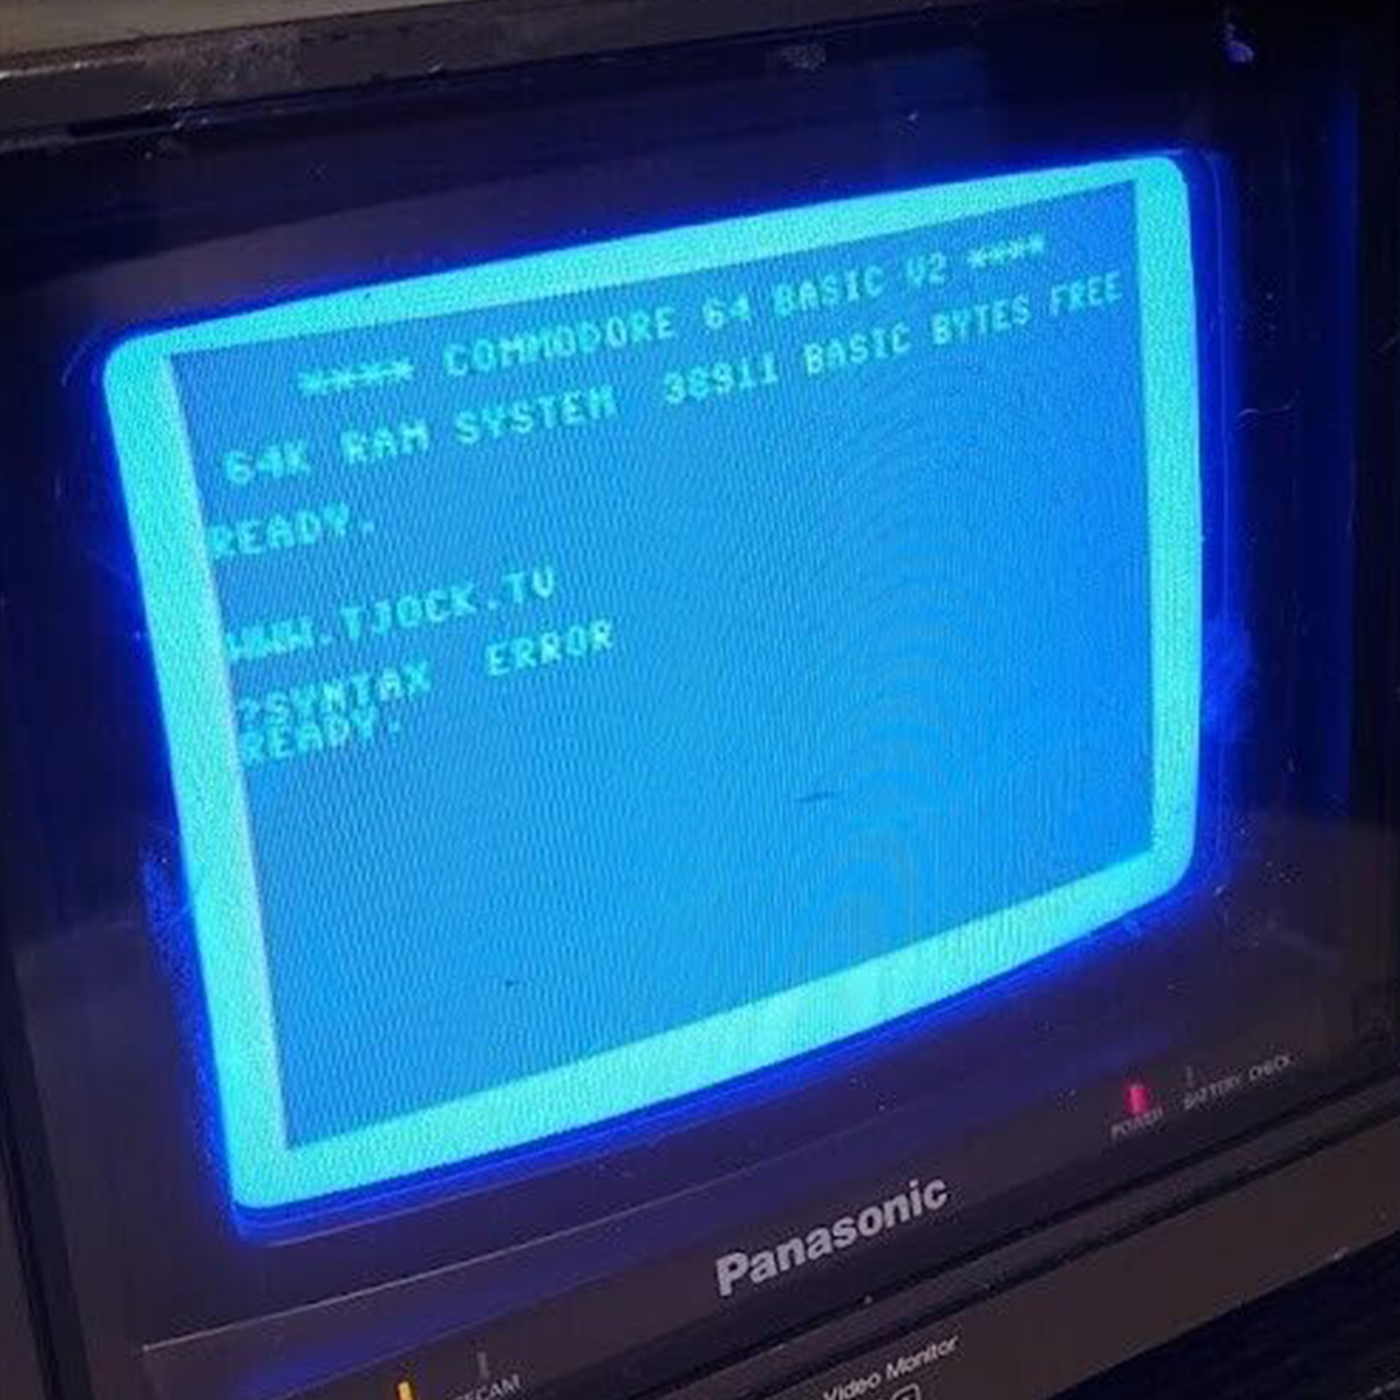 **** COMMODORE 64 BASIC V2 ****
64K RAM SYSTEM  38911 BASIC BYTES FREE
READY.
WWW.TJOCK.TV
?SYNTAX  ERROR
READY.
POWER
BATTERY CHECK
Panasonic
Video Monitor